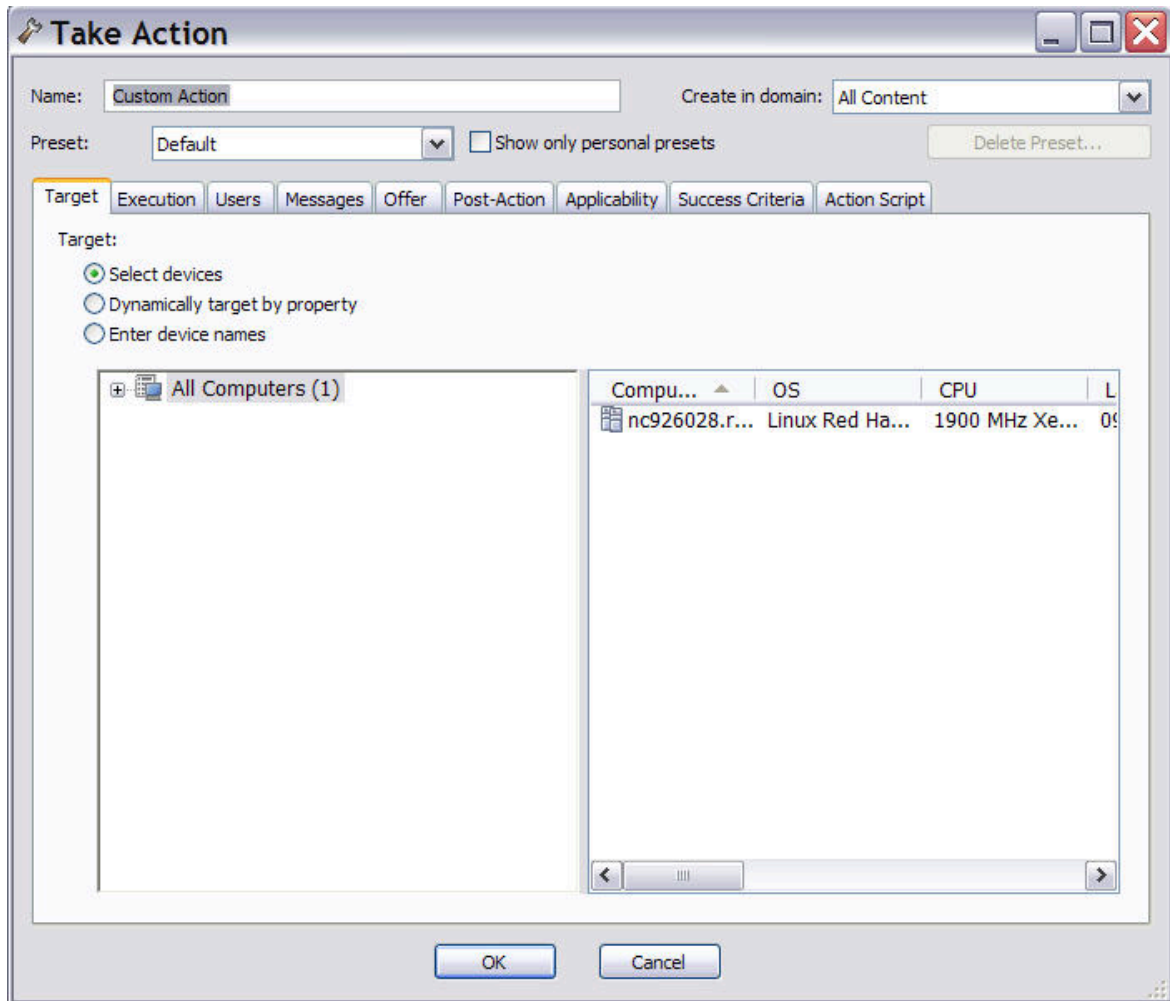 Take Action
Name: Custom Action Create in domain: All Content
Preset: Default Show only personal presets Delete Preset...
Target Execution Users Messages Offer Post-Action Applicability Success Criteria Action Script
Target:
Select devices
Dynamically target by property
Enter device names
All Computers (1)
Compu... OS CPU L
nc926028.r... Linux Red Ha... 1900 MHz Xe... 09
OK Cancel